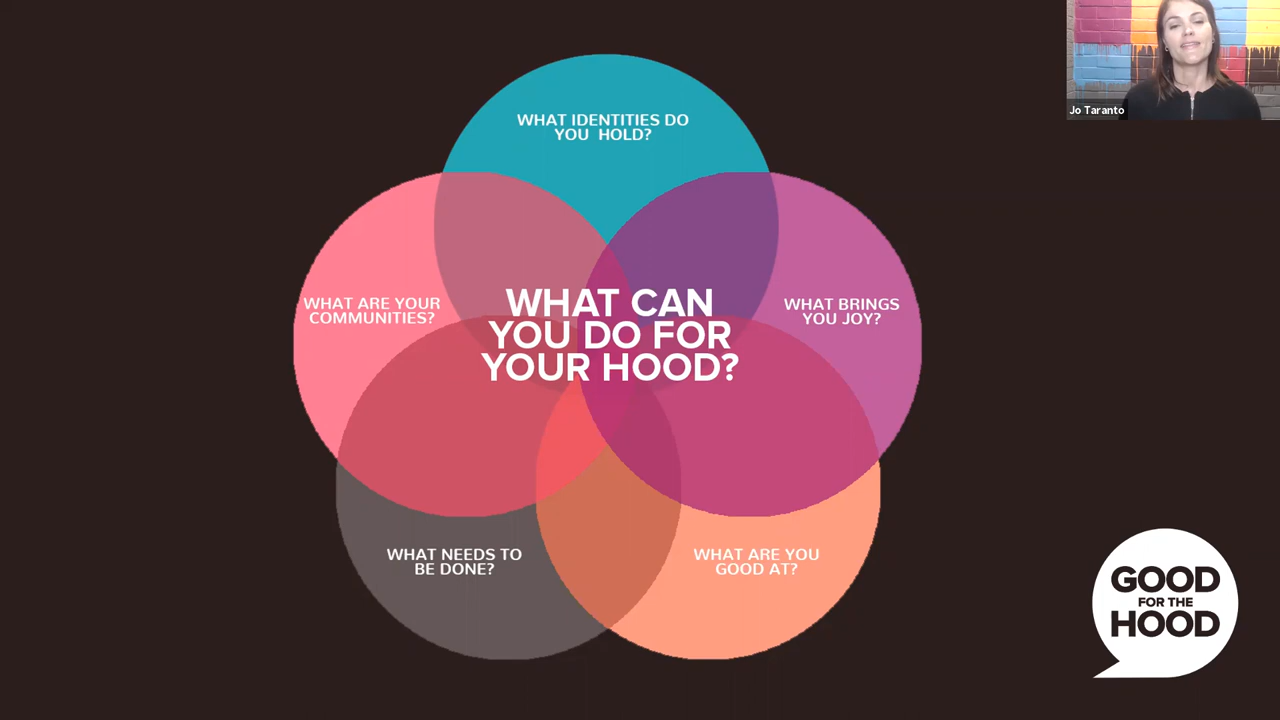 WHAT IDENTITIES DO
YOU HOLD?
Jo Taranto
WHAT ARE YOUR
COMMUNITIES?
WHAT CAN
YOU DO FOR
YOUR HOOD?
WHAT BRINGS
YOU JOY?
WHAT NEEDS TO
BE DONE?
WHAT ARE YOU
GOOD AT?
GOOD
FOR THE
HOOD